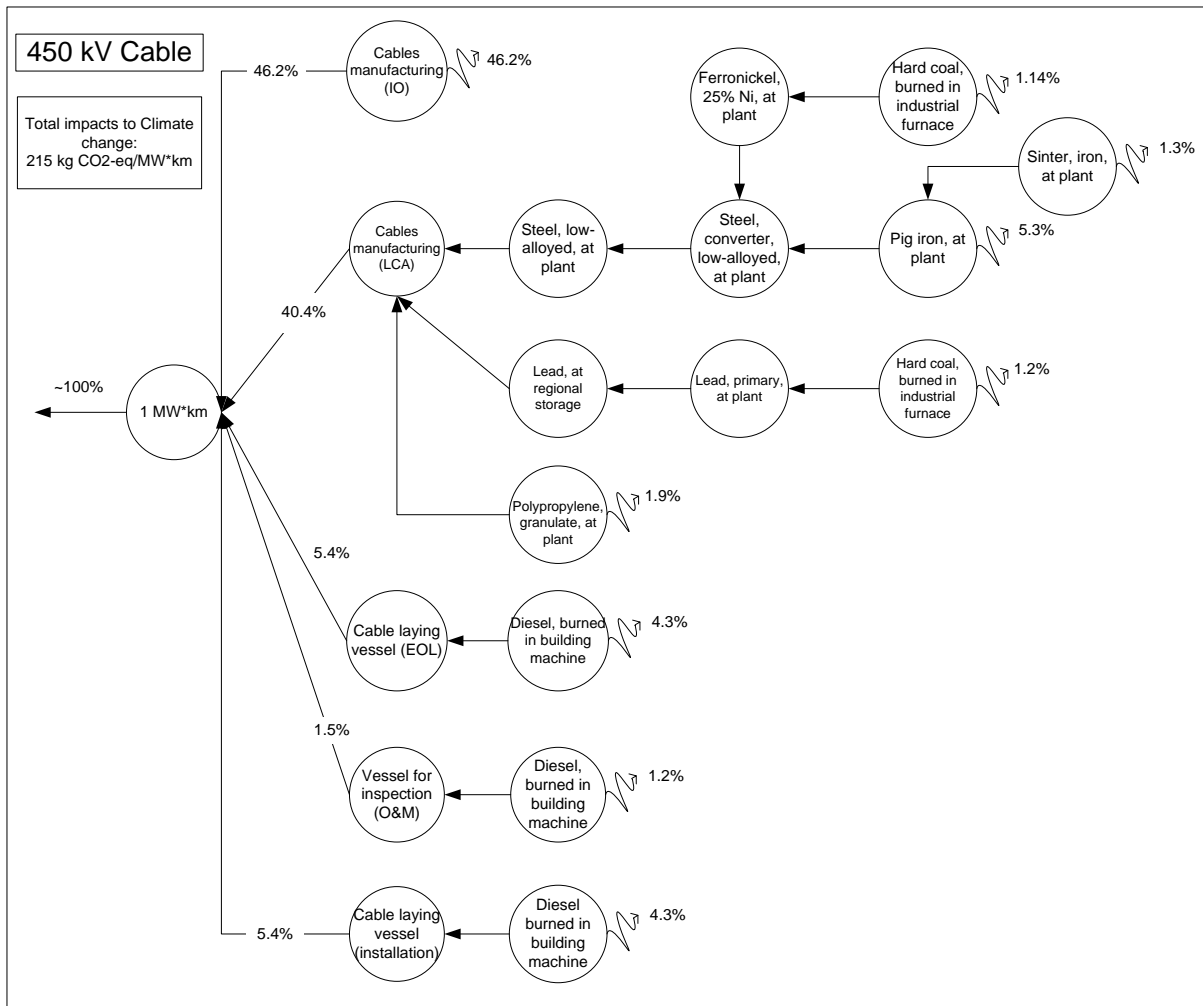 450 kV Cable
Total impacts to Climate
change:
215 kg CO2-eq/MW*km
46.2%
Cables
manufacturing
(IO)
46.2%
Ferronickel,
25% Ni, at
plant
Hard coal,
burned in
industrial
furnace
1.14%
Sinter, iron,
at plant
1.3%
Cables
manufacturing
(LCA)
Steel, low-
alloyed, at
plant
Steel,
converter,
low-alloyed,
at plant
Pig iron, at
plant
5.3%
40.4%
~100%
1 MW*km
Lead, at
regional
storage
Lead, primary,
at plant
Hard coal,
burned in
industrial
furnace
1.2%
Polypropylene,
granulate, at
plant
1.9%
5.4%
Cable laying
vessel (EOL)
Diesel, burned
in building
machine
4.3%
1.5%
Vessel for
inspection
(O&M)
Diesel,
burned in
building
machine
1.2%
5.4%
Cable laying
vessel
(installation)
Diesel
burned in
building
machine
4.3%